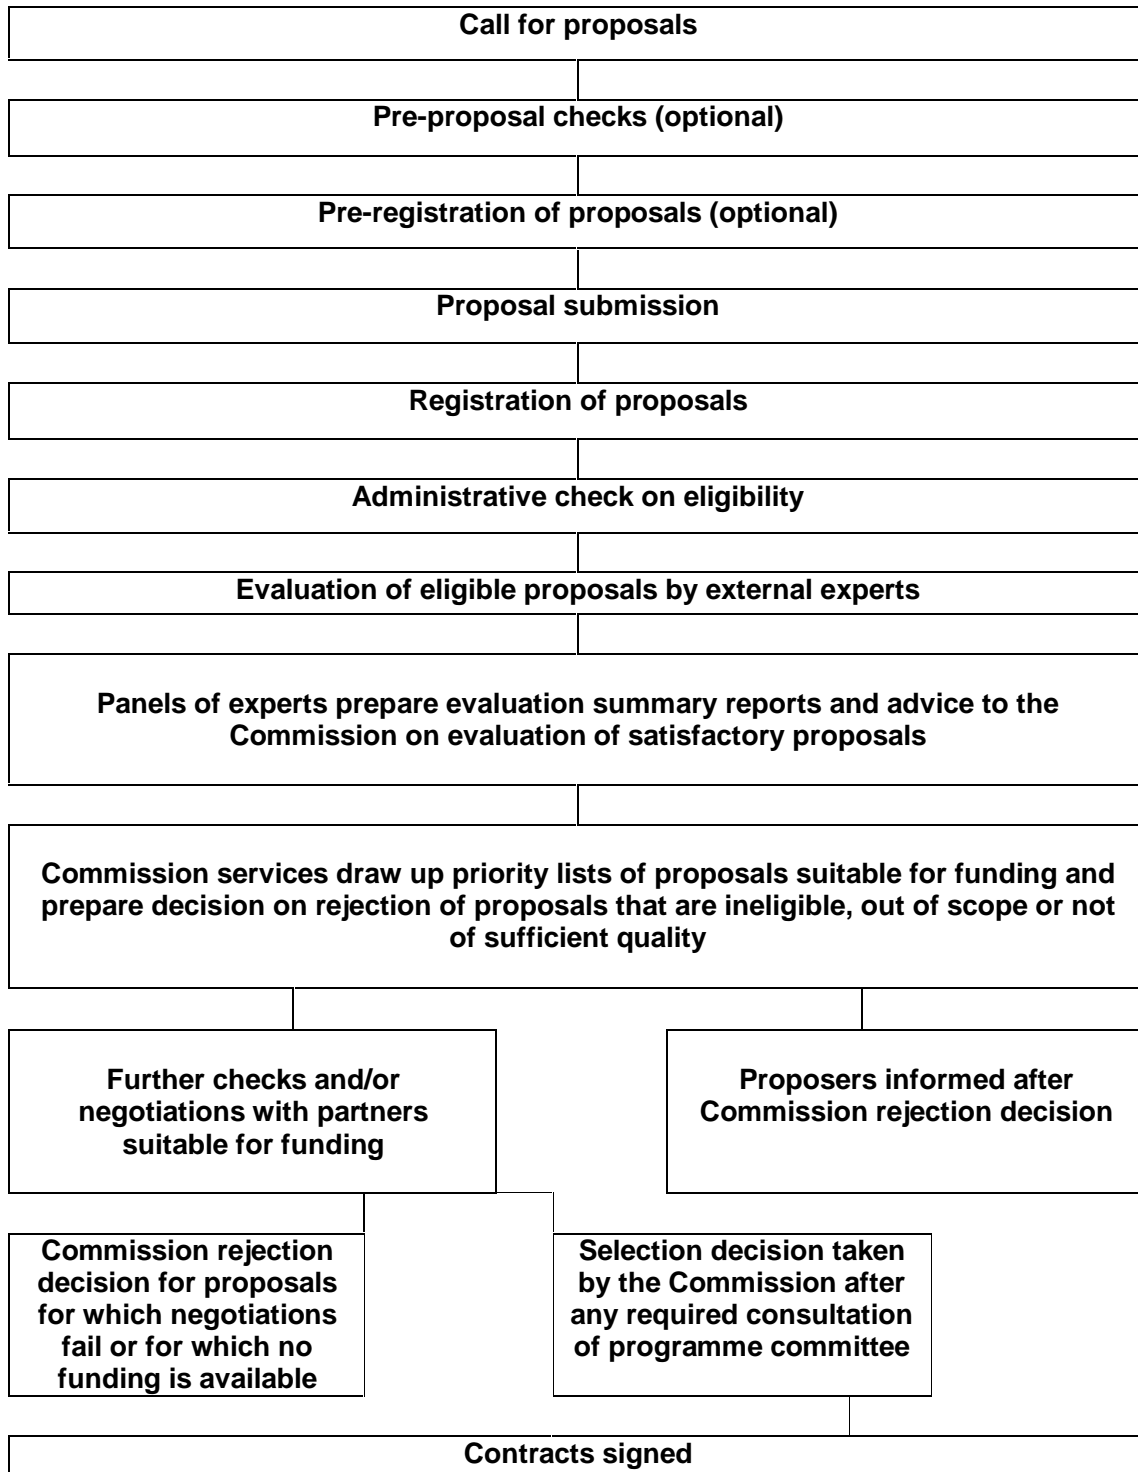 Call for proposals
Pre-proposal checks (optional)
Pre-registration of proposals (optional)
Proposal submission
Registration of proposals
Administrative check on eligibility
Evaluation of eligible proposals by external experts
Panels of experts prepare evaluation summary reports and advice to the
Commission on evaluation of satisfactory proposals
Commission services draw up priority lists of proposals suitable for funding and
prepare decision on rejection of proposals that are ineligible, out of scope or not
of sufficient quality
Further checks and/or
negotiations with partners
suitable for funding
Proposers informed after
Commission rejection decision
Commission rejection
decision for proposals
for which negotiations
fail or for which no
funding is available
Selection decision taken
by the Commission after
any required consultation
of programme committee
Contracts signed